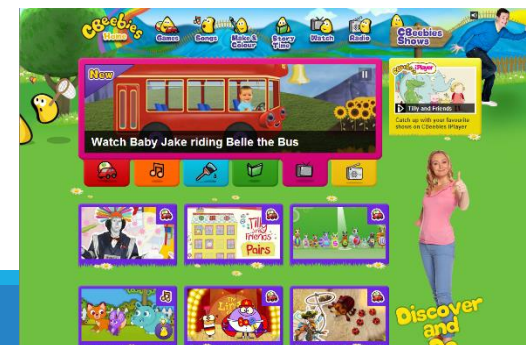 CBeebies
Home
Games
Songs
Make &
Colour
Story
Time
Watch
Radio
CBeebies
Shows
New
Watch Baby Jake riding Belle the Bus
CBeebies iPlayer
Tilly and Friends
Catch up with your favourite
shows on CBeebies iPlayer
Tilly
and
Friends
Pairs
Discover
and